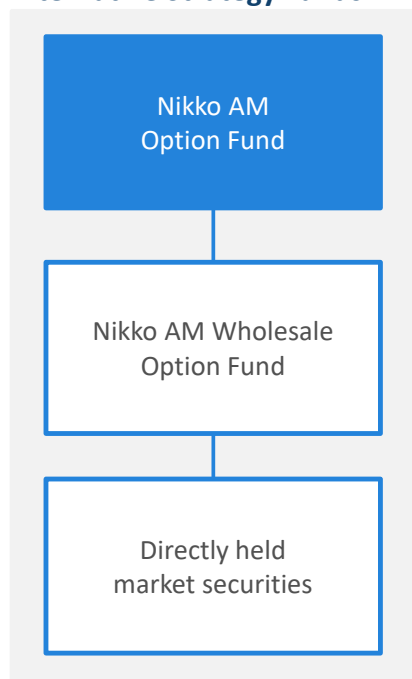 Nikko AM
Option Fund
Nikko AM Wholesale
Option Fund
Directly held
market securities